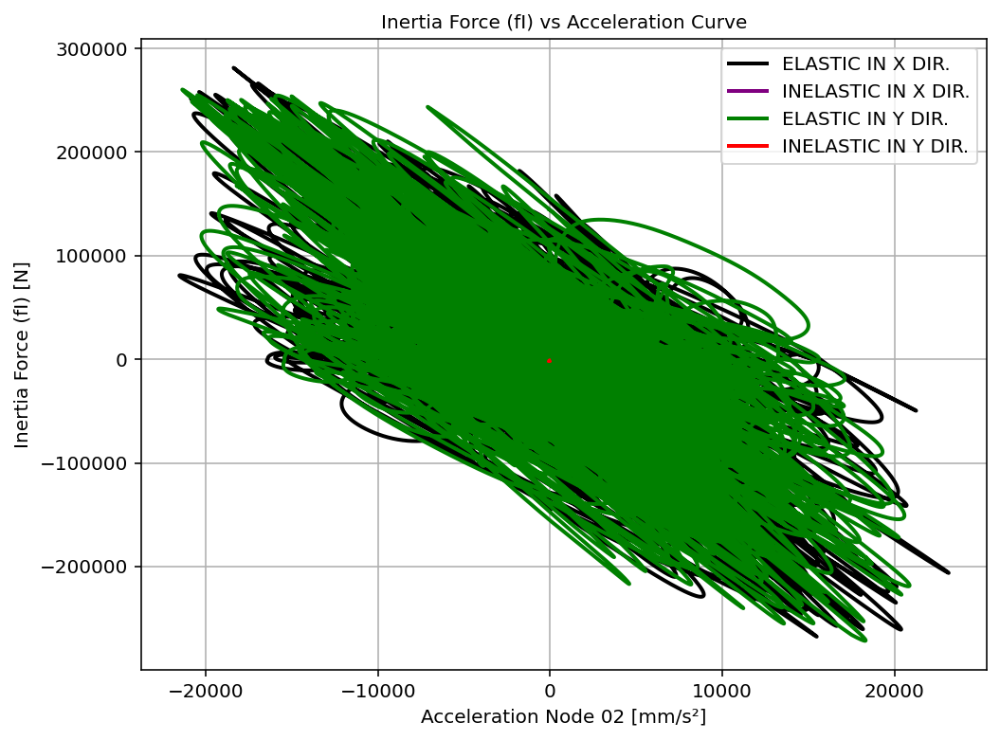 Inertia Force (fI) vs Acceleration Curve
Inertia Force (fI) [N]
300000
200000
100000
0
−100000
−200000
ELASTIC IN X DIR.
INELASTIC IN X DIR.
ELASTIC IN Y DIR.
INELASTIC IN Y DIR.
−20000
−10000
0
10000
20000
Acceleration Node 02 [mm/s²]